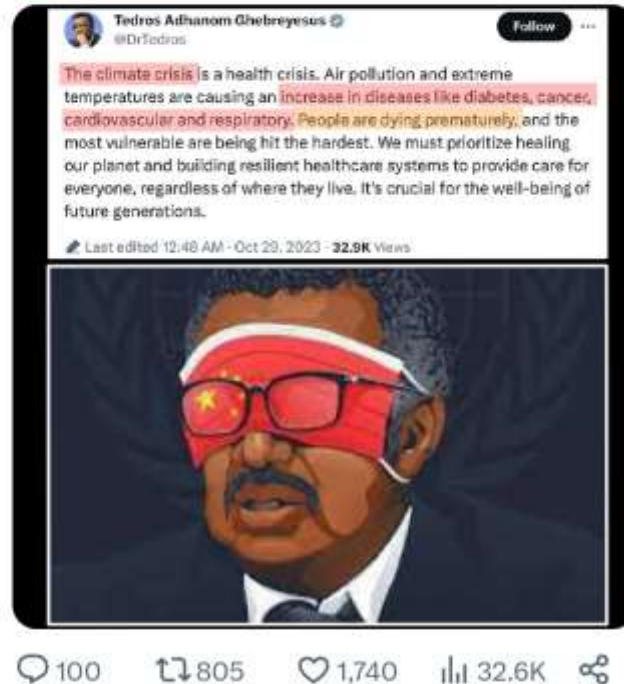 Tedros Adhanom Ghebreyesus
@DrTedros
Follow
The climate crisis is a health crisis. Air pollution and extreme
temperatures are causing an increase in diseases like diabetes, cancer,
cardiovascular and respiratory. People are dying prematurely, and the
most vulnerable are being hit the hardest. We must prioritize healing
our planet and building resilient healthcare systems to provide care for
everyone, regardless of where they live. It's crucial for the well-being of
future generations.
Last edited 12:48 AM · Oct 29, 2023 · 32.9K Views
100 805 1,740 32.6K